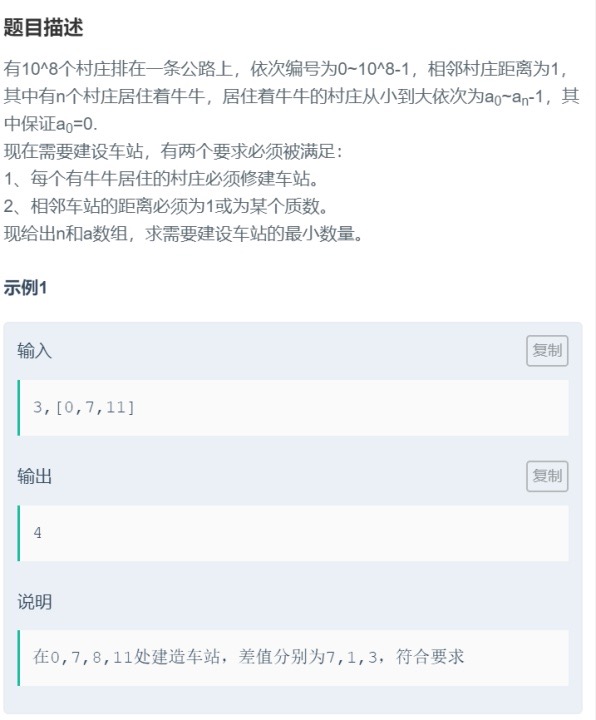 题目描述
有10^8个村庄排在一条公路上，依次编号为0~10^8-1，相邻村庄距离为1，
其中有n个村庄居住着牛牛，居住着牛牛的村庄从小到大依次为a₀~aₙ-1，其
中保证a₀=0.
现在需要建设车站，有两个要求必须被满足：
1、每个有牛牛居住的村庄必须修建车站。
2、相邻车站的距离必须为1或为某个质数。
现给出n和a数组，求需要建设车站的最小数量。
示例1
输入
复制
3,[0,7,11]
输出
复制
4
说明
在0,7,8,11处建造车站，差值分别为7,1,3，符合要求